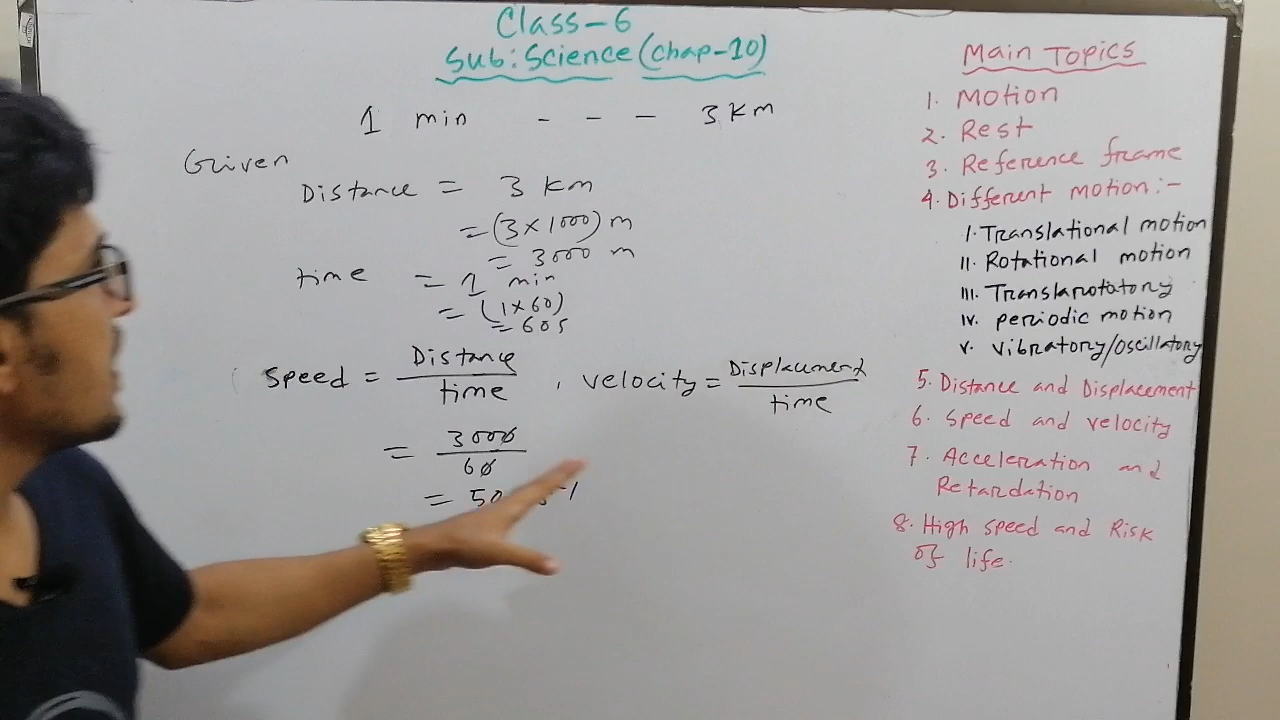 Class-6
Sub: Science (chap-10)
1 min - - - 3 Km
Given
Distance = 3 Km
= (3 × 1000) m
= 3000 m
time = 1 min
= (1×60)
= 60s
Speed = Distance / time , velocity = Displacement / time
= 3000 / 60
= 50
Main Topics
1. Motion
2. Rest
3. Reference frame
4. Different motion:-
I. Translational motion
II. Rotational motion
III. Translarotatory
IV. periodic motion
V. vibratory/oscillatory
5. Distance and Displacement
6. Speed and velocity
7. Acceleration and
Retardation
8. High speed and Risk
of life.